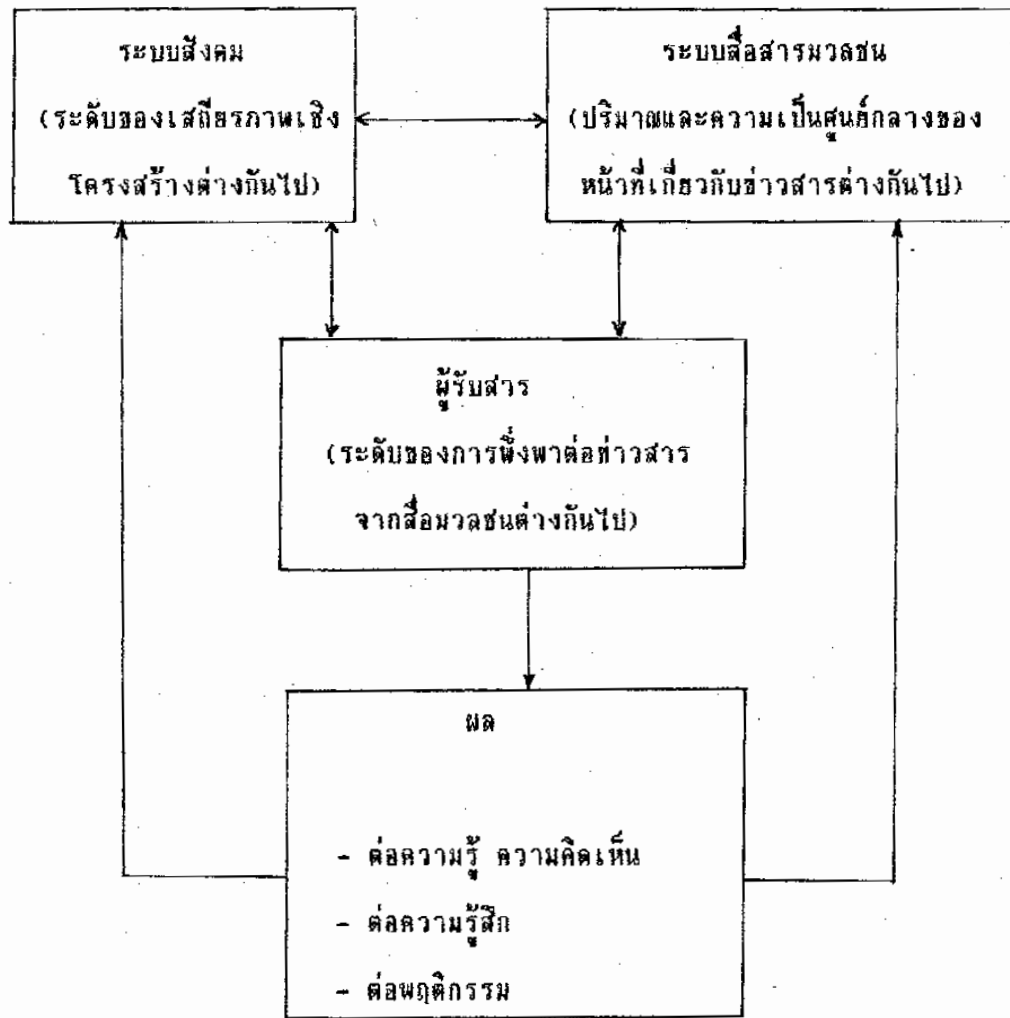 ระบบสังคม
(ระดับของเสถียรภาพเชิง
โครงสร้างต่างกันไป)
ระบบสื่อสารมวลชน
(ปริมาณและความเป็นศูนย์กลางของ
หน้าที่เกี่ยวกับข่าวสารต่างกันไป)
ผู้รับสาร
(ระดับของการพึ่งพาต่อข่าวสาร
จากสื่อมวลชนต่างกันไป)
ผล
- ต่อความรู้ ความคิดเห็น
- ต่อความรู้สึก
- ต่อพฤติกรรม